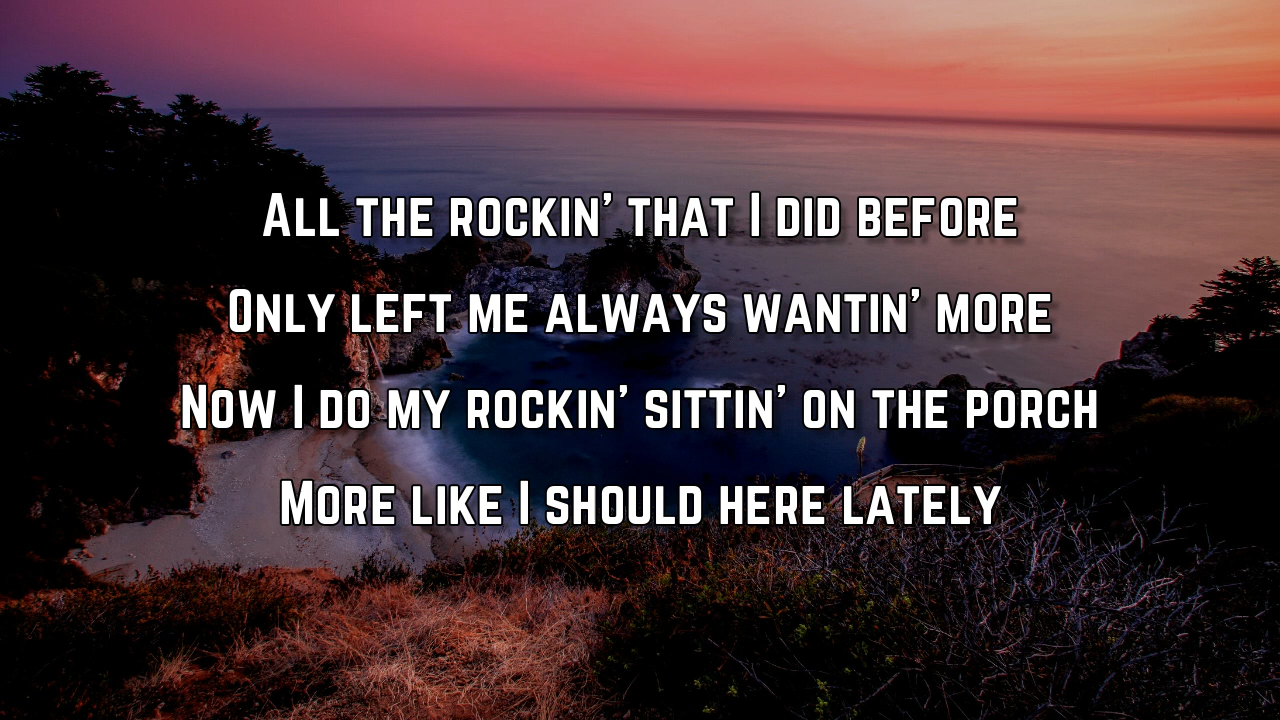 All the rockin' that I did before
Only left me always wantin' more
Now I do my rockin' sittin' on the porch
More like I should here lately